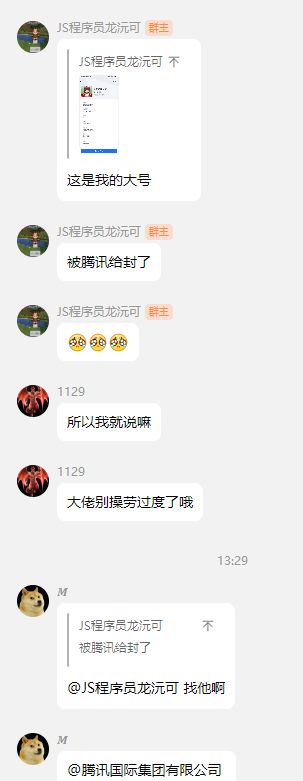 JS程序员龙沅可 群主
JS程序员龙沅可
这是我的大号
JS程序员龙沅可 群主
被腾讯给封了
JS程序员龙沅可 群主
1129
所以我就说嘛
1129
大佬别操劳过度了哦
13:29
M
JS程序员龙沅可
被腾讯给封了
@JS程序员龙沅可 找他啊
M
@腾讯国际集团有限公司